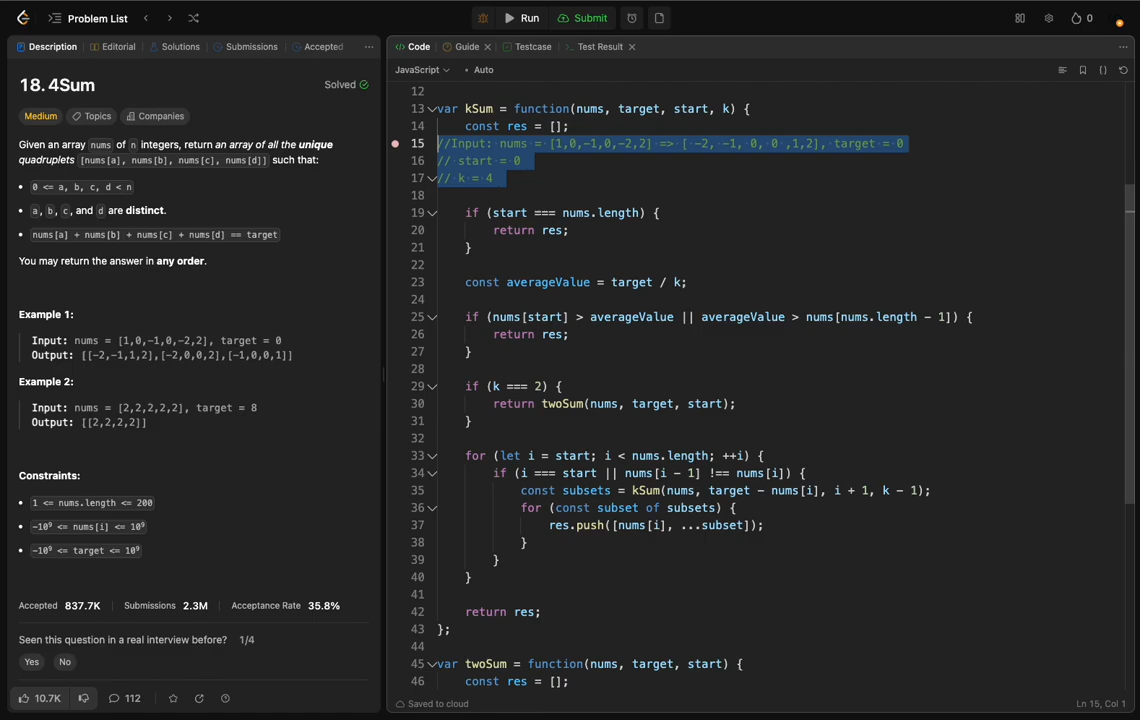 Problem List
Run
Submit
0
Description
Editorial
Solutions
Submissions
Accepted
18. 4Sum
Solved
Medium
Topics
Companies
Given an array nums of n integers, return an array of all the unique
quadruplets [nums[a], nums[b], nums[c], nums[d]] such that:
0 <= a, b, c, d < n
a, b, c, and d are distinct.
nums[a] + nums[b] + nums[c] + nums[d] == target
You may return the answer in any order.
Example 1:
Input: nums = [1,0,-1,0,-2,2], target = 0
Output: [[-2,-1,1,2],[-2,0,0,2],[-1,0,0,1]]
Example 2:
Input: nums = [2,2,2,2,2], target = 8
Output: [[2,2,2,2]]
Constraints:
1 <= nums.length <= 200
-10⁹ <= nums[i] <= 10⁹
-10⁹ <= target <= 10⁹
Accepted 837.7K Submissions 2.3M Acceptance Rate 35.8%
Seen this question in a real interview before? 1/4
Yes No
10.7K 112
</> Code
Guide
Testcase
>_ Test Result
JavaScript
• Auto
12
13 var kSum = function(nums, target, start, k) {
14 const res = [];
15 //Input: nums = [1,0,-1,0,-2,2] => [ -2, -1, 0, 0 ,1,2], target = 0
16 // start = 0
17 // k = 4
18
19 if (start === nums.length) {
20 return res;
21 }
22
23 const averageValue = target / k;
24
25 if (nums[start] > averageValue || averageValue > nums[nums.length - 1]) {
26 return res;
27 }
28
29 if (k === 2) {
30 return twoSum(nums, target, start);
31 }
32
33 for (let i = start; i < nums.length; ++i) {
34 if (i === start || nums[i - 1] !== nums[i]) {
35 const subsets = kSum(nums, target - nums[i], i + 1, k - 1);
36 for (const subset of subsets) {
37 res.push([nums[i], ...subset]);
38 }
39 }
40 }
41
42 return res;
43 };
44
45 var twoSum = function(nums, target, start) {
46 const res = [];
Saved to cloud
Ln 15, Col 1